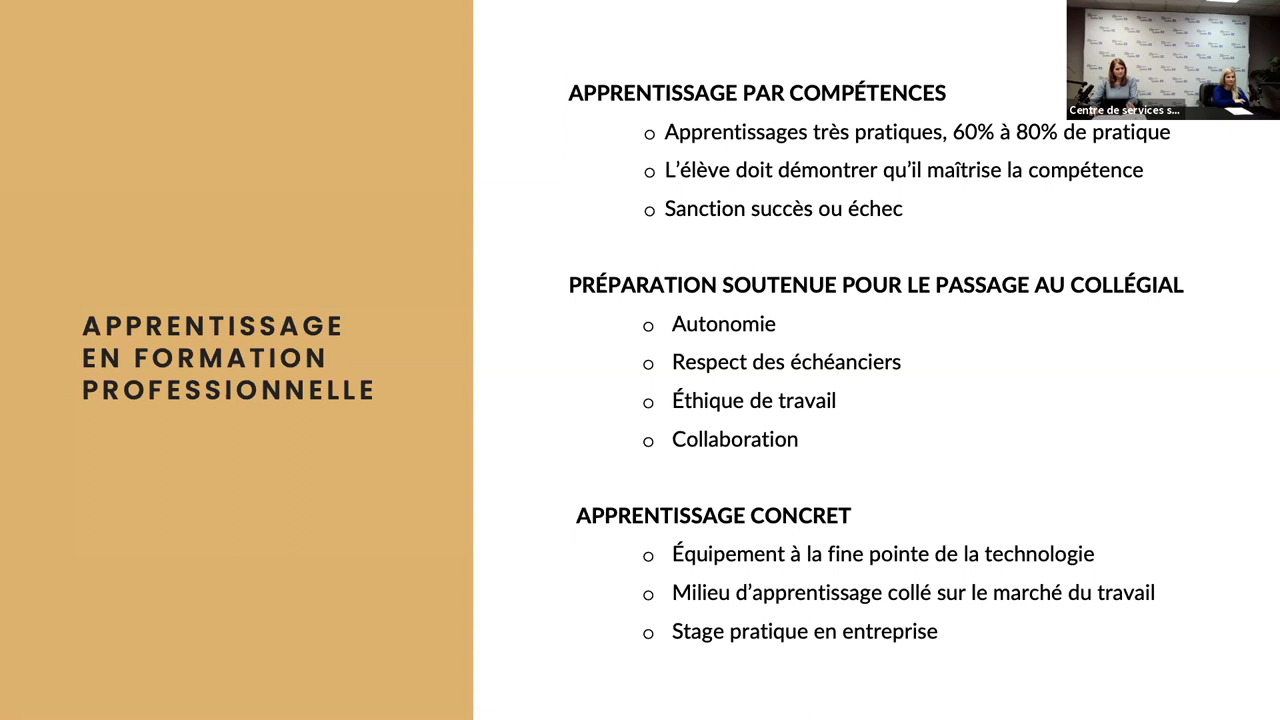 APPRENTISSAGE
EN FORMATION
PROFESSIONNELLE
APPRENTISSAGE PAR COMPÉTENCES
o Apprentissages très pratiques, 60% à 80% de pratique
o L’élève doit démontrer qu’il maîtrise la compétence
o Sanction succès ou échec
PRÉPARATION SOUTENUE POUR LE PASSAGE AU COLLÉGIAL
o Autonomie
o Respect des échéanciers
o Éthique de travail
o Collaboration
APPRENTISSAGE CONCRET
o Équipement à la fine pointe de la technologie
o Milieu d’apprentissage collé sur le marché du travail
o Stage pratique en entreprise
Centre de services s...